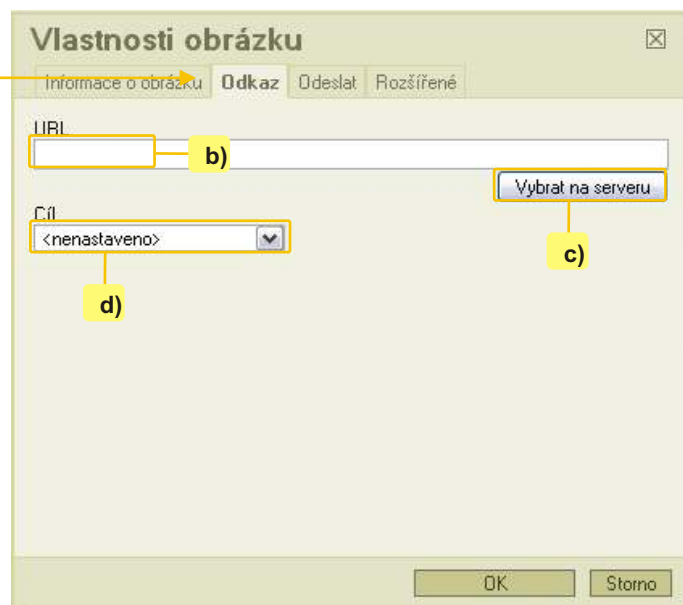 Vlastnosti obrázku
Informace o obrázku Odkaz Odeslat Rozšířené
URL
b)
Vybrat na serveru
c)
Cíl
<nenastaveno>
d)
OK Storno